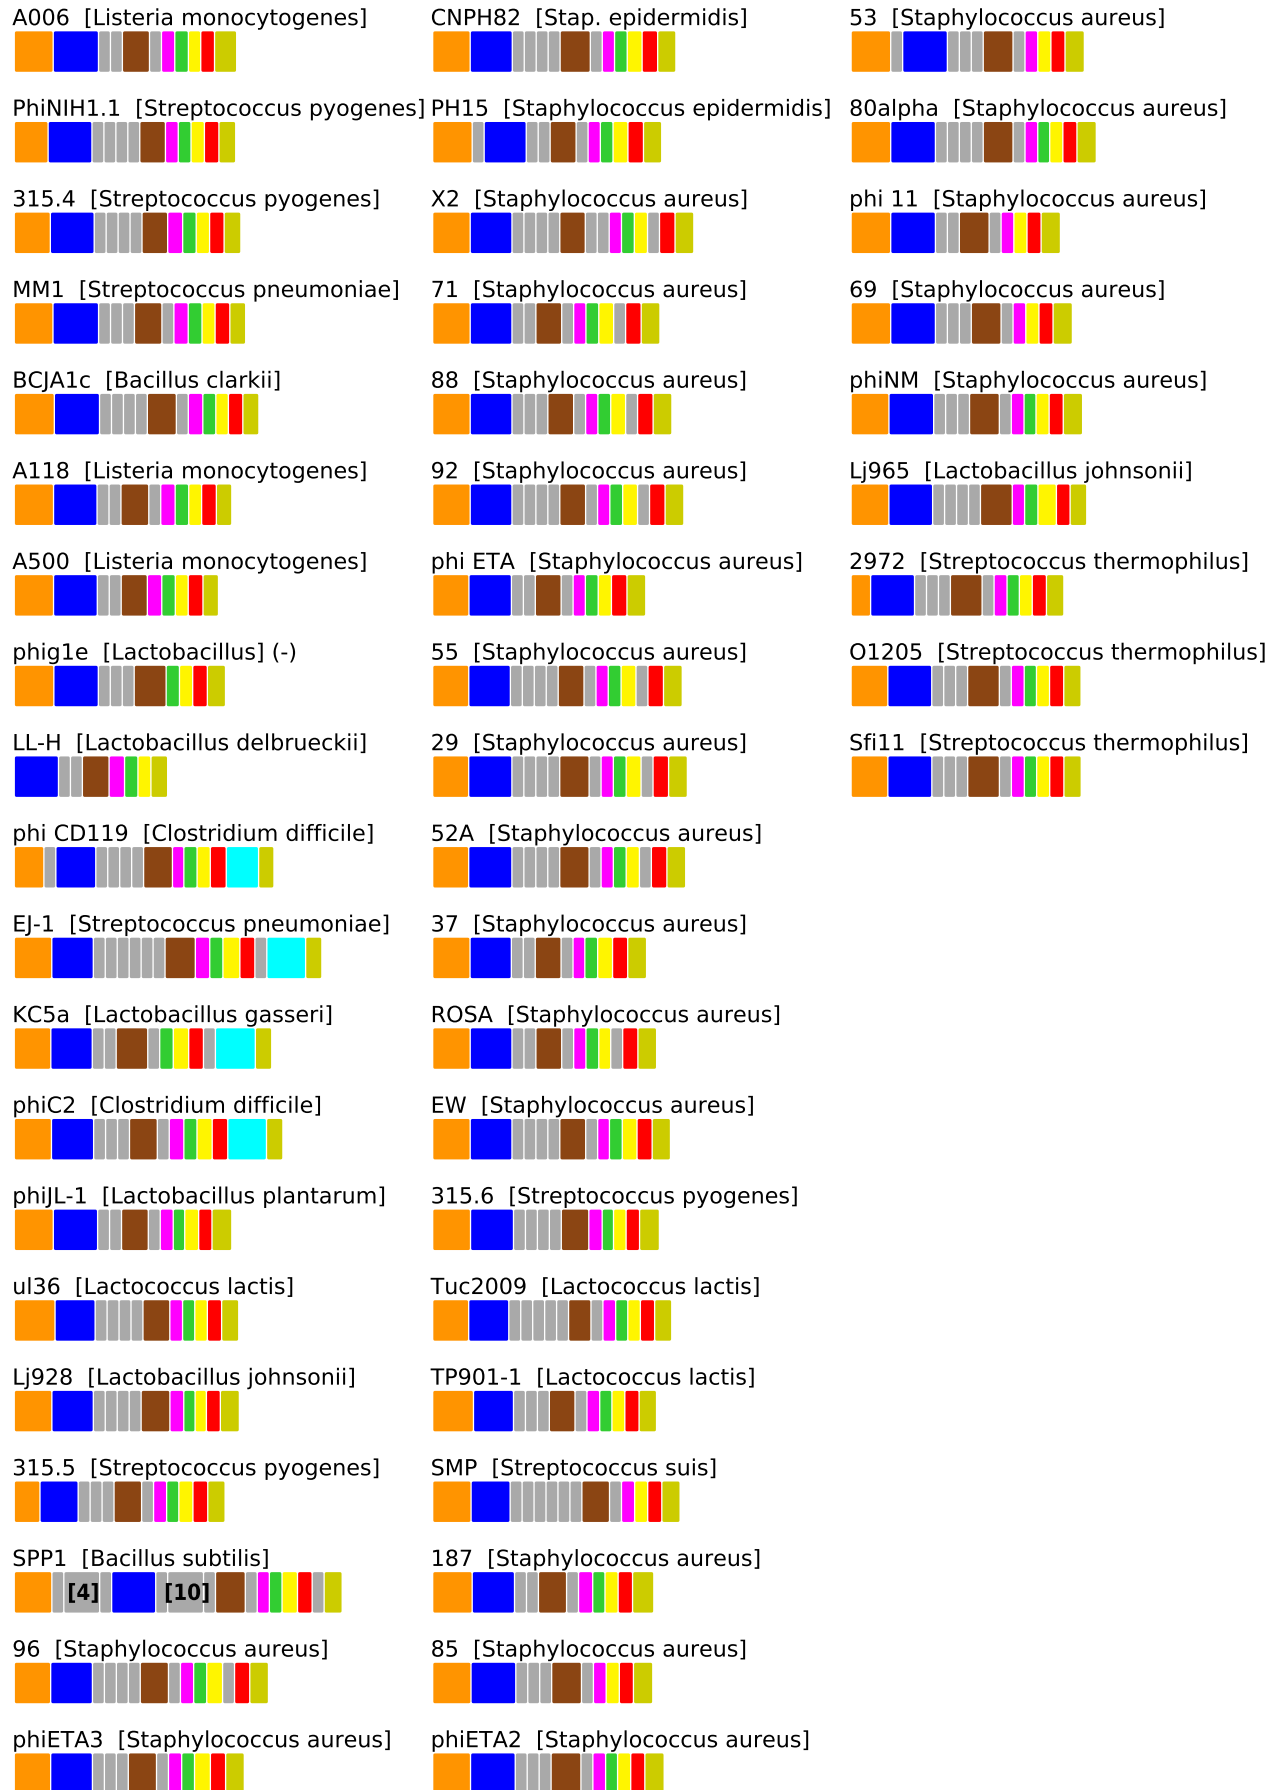 A006 [Listeria monocytogenes]
PhiNIH1.1 [Streptococcus pyogenes]
315.4 [Streptococcus pyogenes]
MM1 [Streptococcus pneumoniae]
BCJA1c [Bacillus clarkii]
A118 [Listeria monocytogenes]
A500 [Listeria monocytogenes]
phig1e [Lactobacillus] (-)
LL-H [Lactobacillus delbrueckii]
phi CD119 [Clostridium difficile]
EJ-1 [Streptococcus pneumoniae]
KC5a [Lactobacillus gasseri]
phiC2 [Clostridium difficile]
phiJL-1 [Lactobacillus plantarum]
ul36 [Lactococcus lactis]
Lj928 [Lactobacillus johnsonii]
315.5 [Streptococcus pyogenes]
SPP1 [Bacillus subtilis]
[4] [10]
96 [Staphylococcus aureus]
phiETA3 [Staphylococcus aureus]
CNPH82 [Stap. epidermidis]
PH15 [Staphylococcus epidermidis]
X2 [Staphylococcus aureus]
71 [Staphylococcus aureus]
88 [Staphylococcus aureus]
92 [Staphylococcus aureus]
phi ETA [Staphylococcus aureus]
55 [Staphylococcus aureus]
29 [Staphylococcus aureus]
52A [Staphylococcus aureus]
37 [Staphylococcus aureus]
ROSA [Staphylococcus aureus]
EW [Staphylococcus aureus]
315.6 [Streptococcus pyogenes]
Tuc2009 [Lactococcus lactis]
TP901-1 [Lactococcus lactis]
SMP [Streptococcus suis]
187 [Staphylococcus aureus]
85 [Staphylococcus aureus]
phiETA2 [Staphylococcus aureus]
53 [Staphylococcus aureus]
80alpha [Staphylococcus aureus]
phi 11 [Staphylococcus aureus]
69 [Staphylococcus aureus]
phiNM [Staphylococcus aureus]
Lj965 [Lactobacillus johnsonii]
2972 [Streptococcus thermophilus]
O1205 [Streptococcus thermophilus]
Sfi11 [Streptococcus thermophilus]